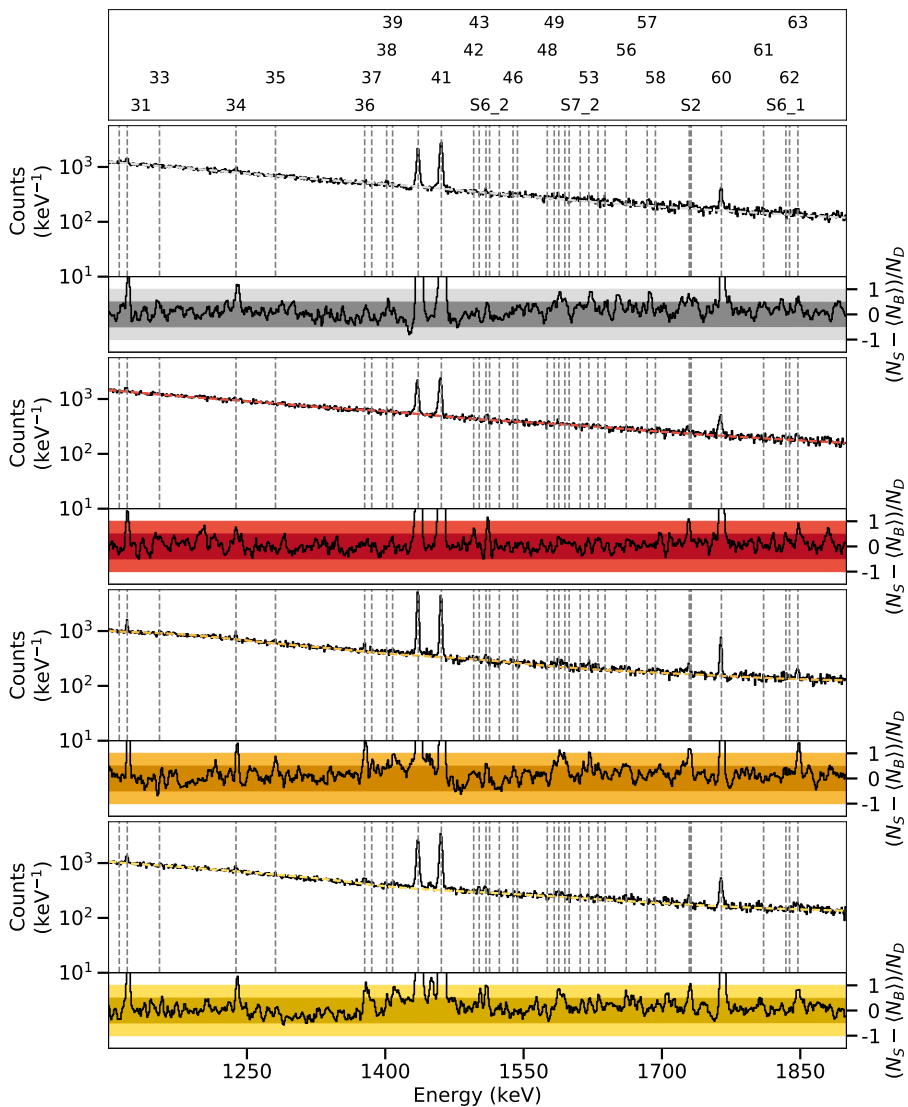 39 43 49 57 63
38 42 48 56 61
33 35 37 41 46 53 58 60 62
31 34 36 S6_2 S7_2 S2 S6_1
Counts
(keV⁻¹)
10³
10²
10¹
1
0
-1
(N_S − ⟨N_B⟩)/N_D
Counts
(keV⁻¹)
10³
10²
10¹
1
0
-1
(N_S − ⟨N_B⟩)/N_D
Counts
(keV⁻¹)
10³
10²
10¹
1
0
-1
(N_S − ⟨N_B⟩)/N_D
Counts
(keV⁻¹)
10³
10²
10¹
1
0
-1
(N_S − ⟨N_B⟩)/N_D
1250 1400 1550 1700 1850
Energy (keV)